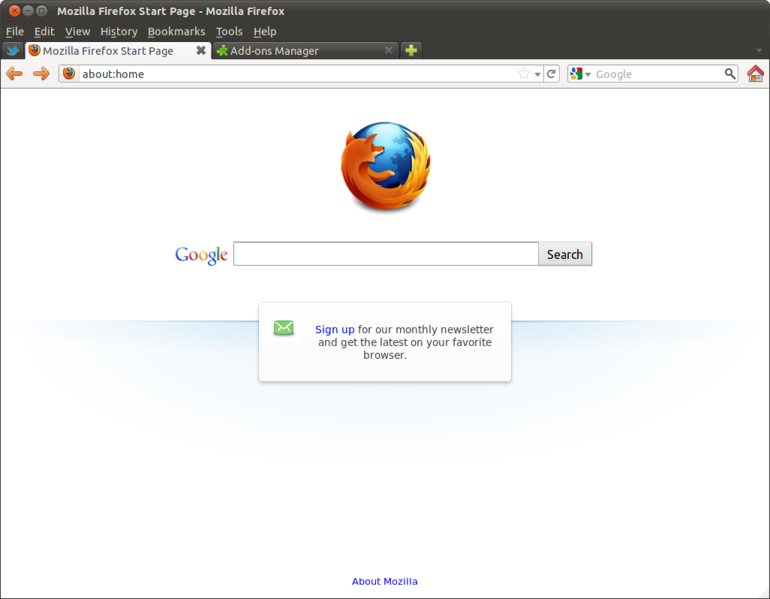 Mozilla Firefox Start Page - Mozilla Firefox
File Edit View History Bookmarks Tools Help
Mozilla Firefox Start Page Add-ons Manager
about:home Google
Google Search
Sign up for our monthly newsletter
and get the latest on your favorite
browser.
About Mozilla